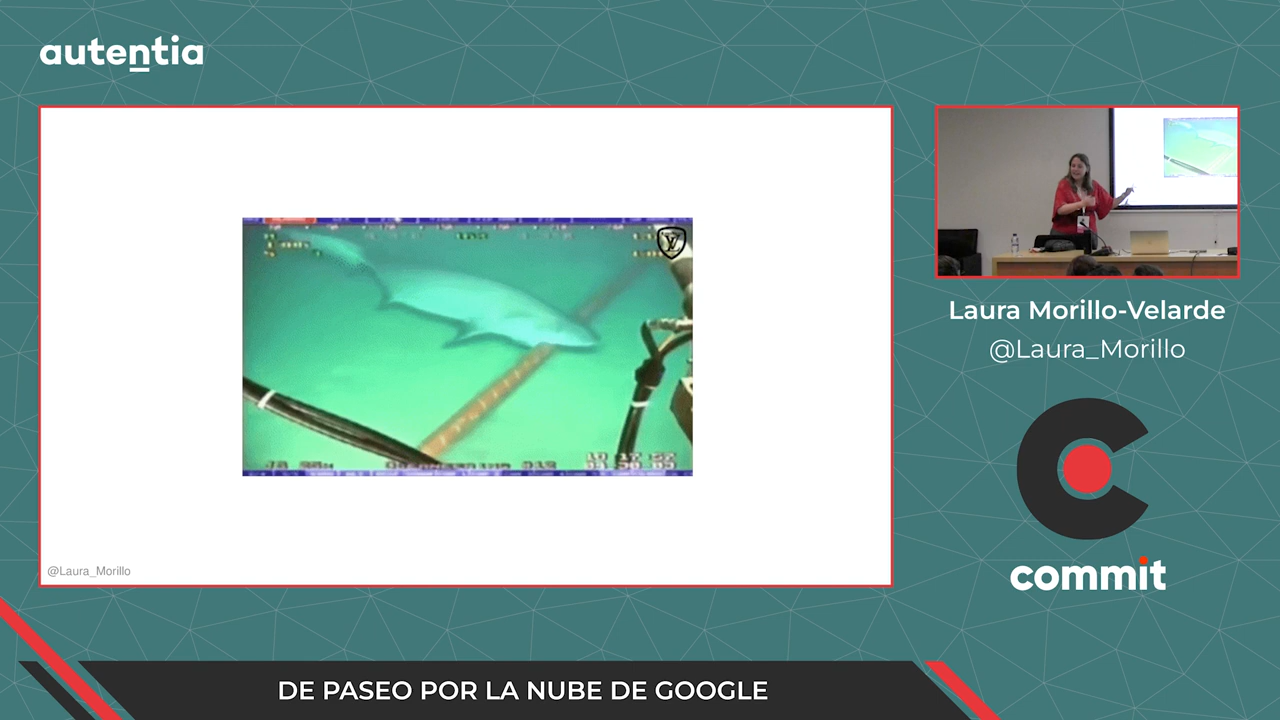 autentia
@Laura_Morillo
Laura Morillo-Velarde
@Laura_Morillo
commit
DE PASEO POR LA NUBE DE GOOGLE